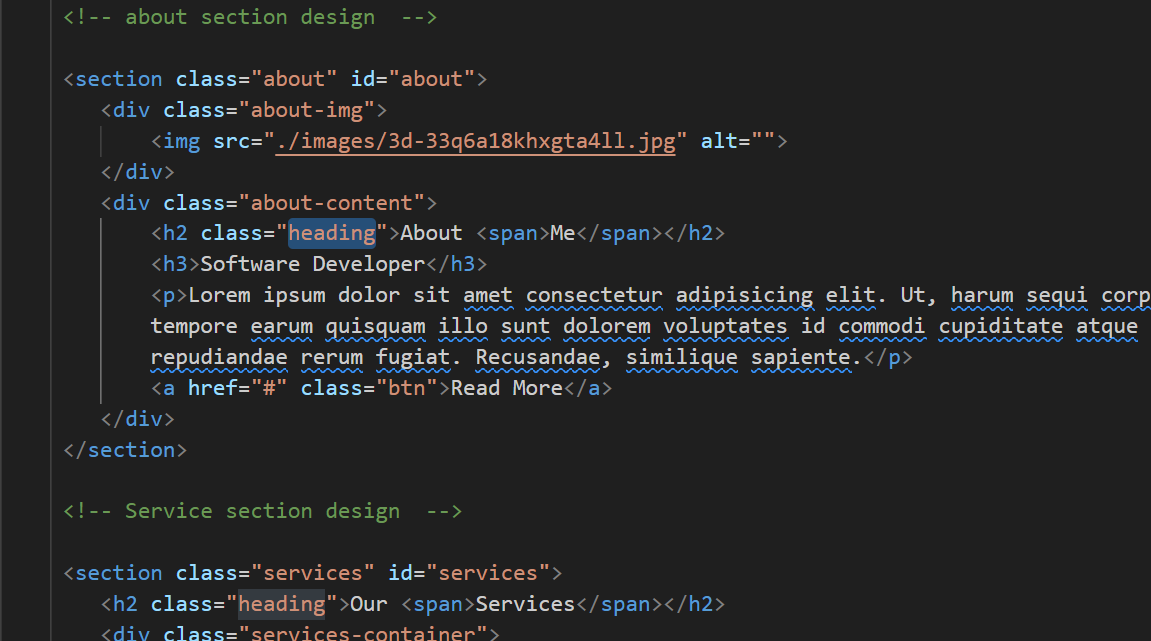 <!-- about section design  -->
<section class="about" id="about">
<div class="about-img">
<img src="./images/3d-33q6a18khxgta4ll.jpg" alt="">
</div>
<div class="about-content">
<h2 class="heading">About <span>Me</span></h2>
<h3>Software Developer</h3>
<p>Lorem ipsum dolor sit amet consectetur adipisicing elit. Ut, harum sequi corp
tempore earum quisquam illo sunt dolorem voluptates id commodi cupiditate atque
repudiandae rerum fugiat. Recusandae, similique sapiente.</p>
<a href="#" class="btn">Read More</a>
</div>
</section>
<!-- Service section design  -->
<section class="services" id="services">
<h2 class="heading">Our <span>Services</span></h2>
<div class="services-container">